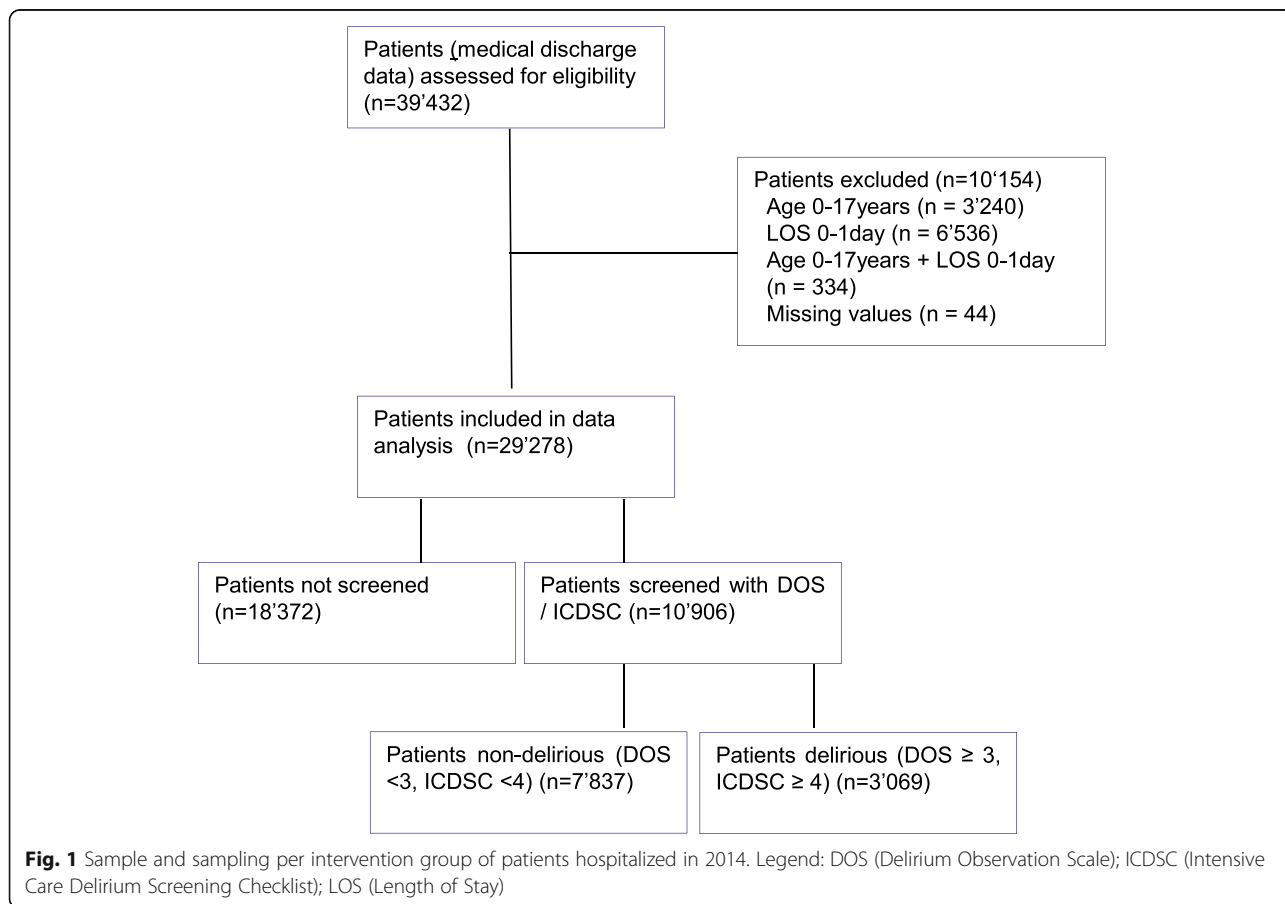 Patients (medical discharge
data) assessed for eligibility
(n=39'432)
Patients excluded (n=10‘154)
Age 0-17years (n = 3’240)
LOS 0-1day (n = 6’536)
Age 0-17years + LOS 0-1day
(n = 334)
Missing values (n = 44)
Patients included in data
analysis (n=29’278)
Patients not screened
(n=18’372)
Patients screened with DOS
/ ICDSC (n=10’906)
Patients non-delirious (DOS
<3, ICDSC <4) (n=7’837)
Patients delirious (DOS ≥ 3,
ICDSC ≥ 4) (n=3’069)
Fig. 1 Sample and sampling per intervention group of patients hospitalized in 2014. Legend: DOS (Delirium Observation Scale); ICDSC (Intensive
Care Delirium Screening Checklist); LOS (Length of Stay)